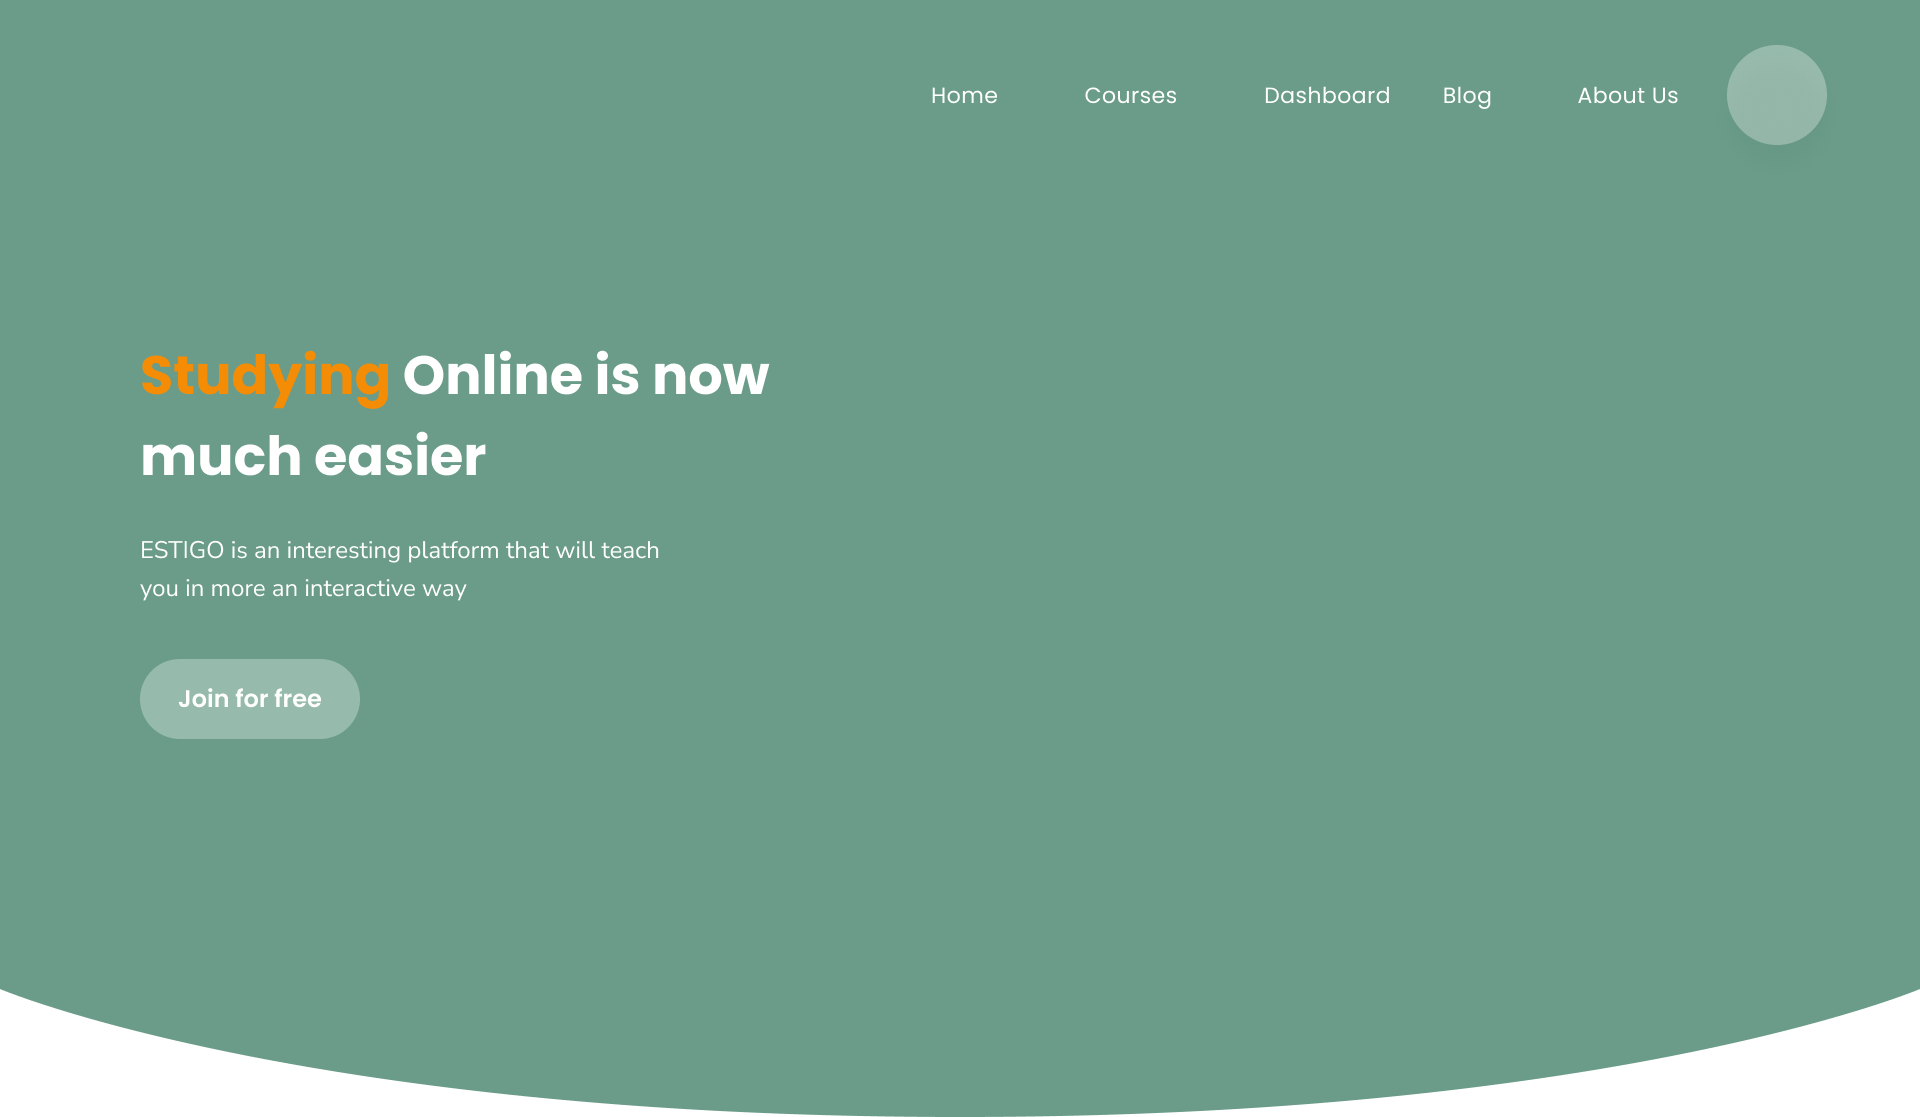 Home Courses Dashboard Blog About Us
Studying Online is now
much easier
ESTIGO is an interesting platform that will teach
you in more an interactive way
Join for free